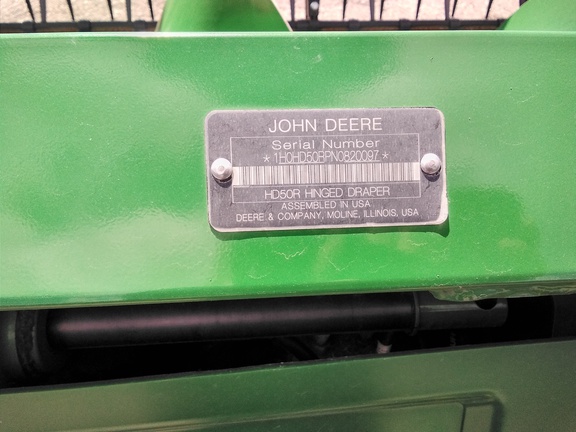 JOHN DEERE
Serial Number
*1H0HD50RPN0820097*
HD50R HINGED DRAPER
ASSEMBLED IN USA
DEERE & COMPANY, MOLINE, ILLINOIS, USA